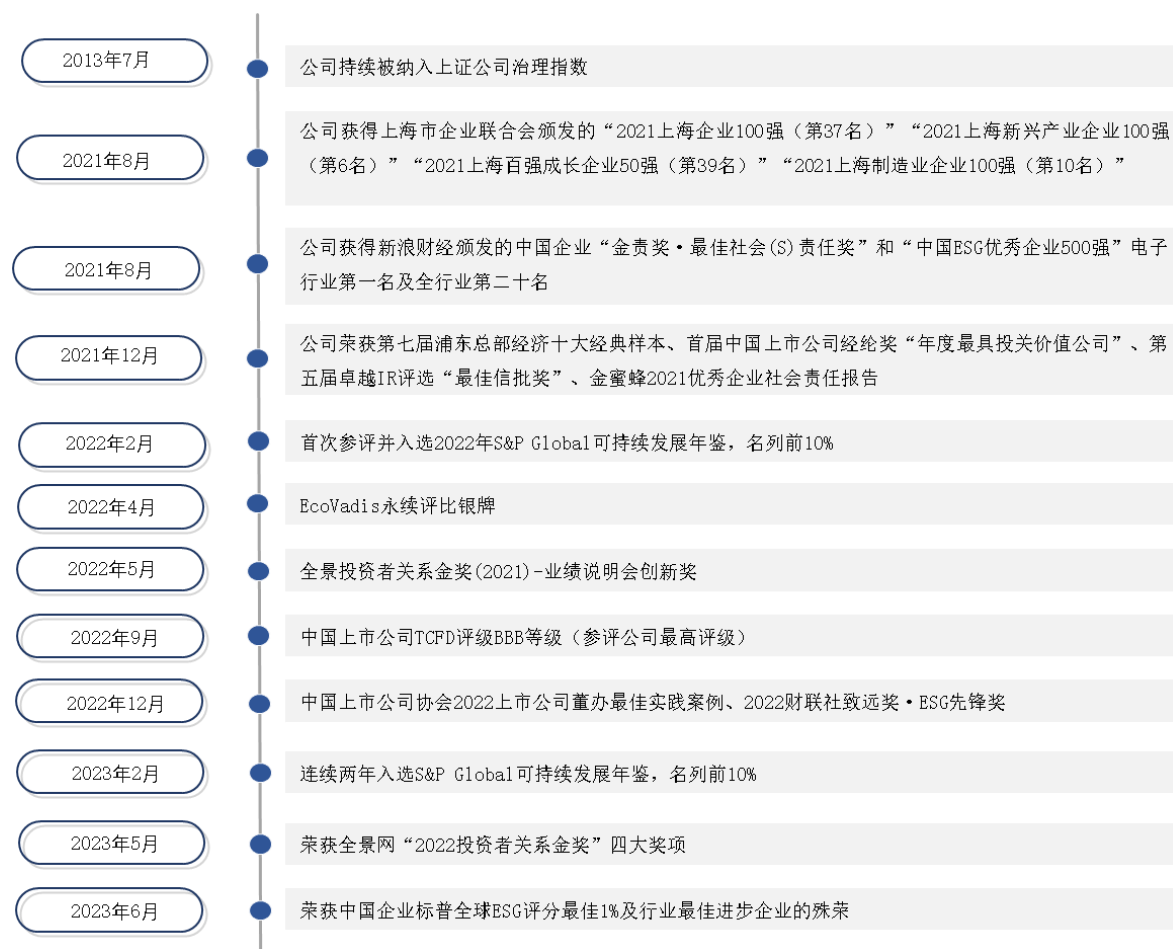 2013年7月
公司持续被纳入上证公司治理指数
2021年8月
公司获得上海市企业联合会颁发的“2021上海企业100强（第37名）”“2021上海新兴产业企业100强
（第6名）”“2021上海百强成长企业50强（第39名）”“2021上海制造业企业100强（第10名）”
2021年8月
公司获得新浪财经颁发的中国企业“金责奖·最佳社会(S)责任奖”和“中国ESG优秀企业500强”电子
行业第一名及全行业第二十名
2021年12月
公司荣获第七届浦东总部经济十大经典样本、首届中国上市公司经纶奖“年度最具投关价值公司”、第
五届卓越IR评选“最佳信批奖”、金蜜蜂2021优秀企业社会责任报告
2022年2月
首次参评并入选2022年S&P Global可持续发展年鉴，名列前10%
2022年4月
EcoVadis永续评比银牌
2022年5月
全景投资者关系金奖(2021)-业绩说明会创新奖
2022年9月
中国上市公司TCFD评级BBB等级（参评公司最高评级）
2022年12月
中国上市公司协会2022上市公司董办最佳实践案例、2022财联社致远奖·ESG先锋奖
2023年2月
连续两年入选S&P Global可持续发展年鉴，名列前10%
2023年5月
荣获全景网“2022投资者关系金奖”四大奖项
2023年6月
荣获中国企业标普全球ESG评分最佳1%及行业最佳进步企业的殊荣